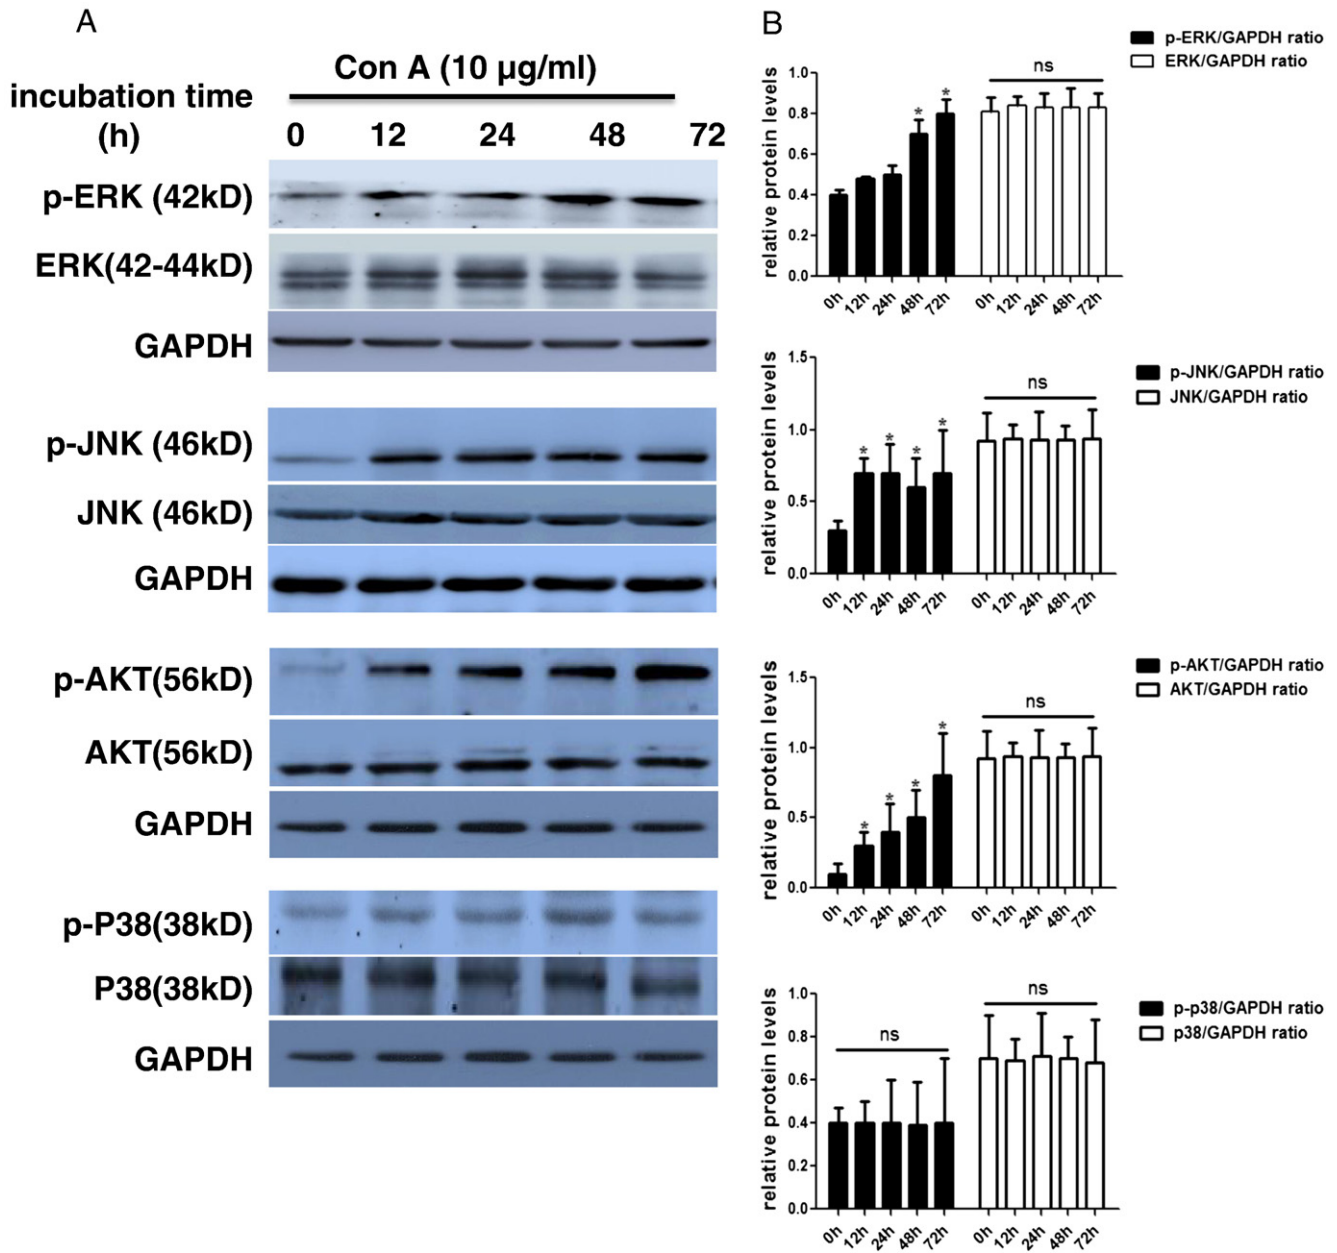 A
Con A (10 µg/ml)
incubation time
(h)
0 12 24 48 72
p-ERK (42kD)
ERK(42-44kD)
GAPDH
p-JNK (46kD)
JNK (46kD)
GAPDH
p-AKT(56kD)
AKT(56kD)
GAPDH
p-P38(38kD)
P38(38kD)
GAPDH
B
p-ERK/GAPDH ratio
ERK/GAPDH ratio
relative protein levels
1.0
0.8
0.6
0.4
0.2
0.0
* *
ns
0h 12h 24h 48h 72h 0h 12h 24h 48h 72h
p-JNK/GAPDH ratio
JNK/GAPDH ratio
relative protein levels
1.5
1.0
0.5
0.0
* * * *
ns
0h 12h 24h 48h 72h 0h 12h 24h 48h 72h
p-AKT/GAPDH ratio
AKT/GAPDH ratio
relative protein levels
1.5
1.0
0.5
0.0
* * * *
ns
0h 12h 24h 48h 72h 0h 12h 24h 48h 72h
p-p38/GAPDH ratio
p38/GAPDH ratio
relative protein levels
1.0
0.8
0.6
0.4
0.2
0.0
ns
ns
0h 12h 24h 48h 72h 0h 12h 24h 48h 72h